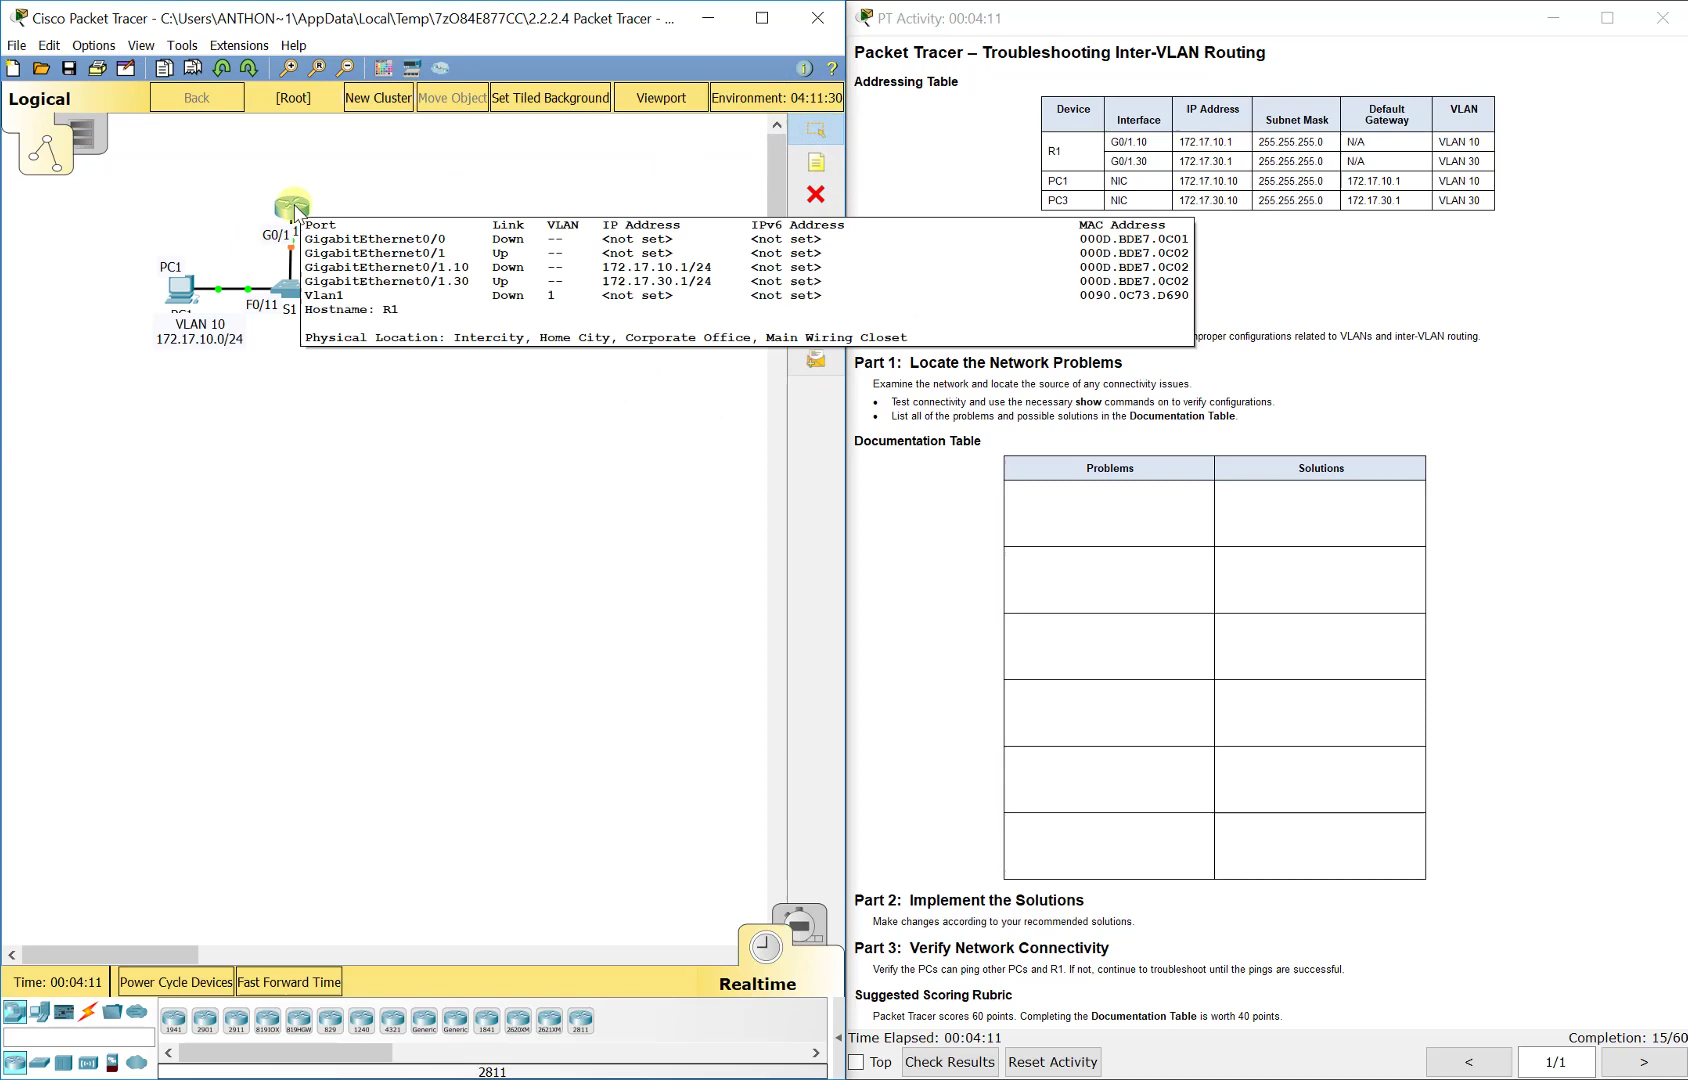 Cisco Packet Tracer - C:\Users\ANTHON~1\AppData\Local\Temp\7zO84E877CC\2.2.2.4 Packet Tracer - ...
File Edit Options View Tools Extensions Help
Logical
Back
[Root]
New Cluster
Move Object
Set Tiled Background
Viewport
Environment: 04:11:30
G0/1
PC1
F0/11
S1
VLAN 10
172.17.10.0/24
Port Link VLAN IP Address IPv6 Address MAC Address
GigabitEthernet0/0 Down -- <not set> <not set> 000D.BDE7.0C01
GigabitEthernet0/1 Up -- <not set> <not set> 000D.BDE7.0C02
GigabitEthernet0/1.10 Down -- 172.17.10.1/24 <not set> 000D.BDE7.0C02
GigabitEthernet0/1.30 Up -- 172.17.30.1/24 <not set> 000D.BDE7.0C02
Vlan1 Down 1 <not set> <not set> 0090.0C73.D690
Hostname: R1
Physical Location: Intercity, Home City, Corporate Office, Main Wiring Closet
Time: 00:04:11
Power Cycle Devices
Fast Forward Time
Realtime
1941 2901 2911 819IOX 819HGW 829 1240 4321 Generic Generic 1841 2620XM 2621XM 2811
2811
PT Activity: 00:04:11
Packet Tracer – Troubleshooting Inter-VLAN Routing
Addressing Table
Device Interface IP Address Subnet Mask Default Gateway VLAN
R1 G0/1.10 172.17.10.1 255.255.255.0 N/A VLAN 10
G0/1.30 172.17.30.1 255.255.255.0 N/A VLAN 30
PC1 NIC 172.17.10.10 255.255.255.0 172.17.10.1 VLAN 10
PC3 NIC 172.17.30.10 255.255.255.0 172.17.30.1 VLAN 30
proper configurations related to VLANs and inter-VLAN routing.
Part 1: Locate the Network Problems
Examine the network and locate the source of any connectivity issues.
• Test connectivity and use the necessary show commands on to verify configurations.
• List all of the problems and possible solutions in the Documentation Table.
Documentation Table
Problems Solutions
Part 2: Implement the Solutions
Make changes according to your recommended solutions.
Part 3: Verify Network Connectivity
Verify the PCs can ping other PCs and R1. If not, continue to troubleshoot until the pings are successful.
Suggested Scoring Rubric
Packet Tracer scores 60 points. Completing the Documentation Table is worth 40 points.
Time Elapsed: 00:04:11
Completion: 15/60
Top
Check Results
Reset Activity
<
1/1
>